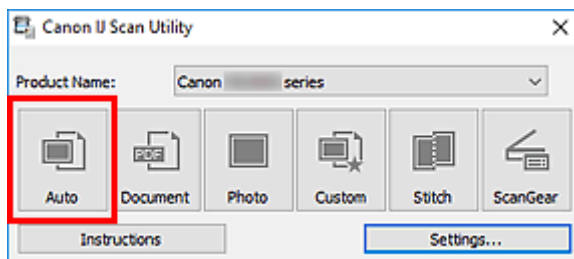 Canon IJ Scan Utility
Product Name: Canon series
PDF
Auto Document Photo Custom Stitch ScanGear
Instructions Settings...